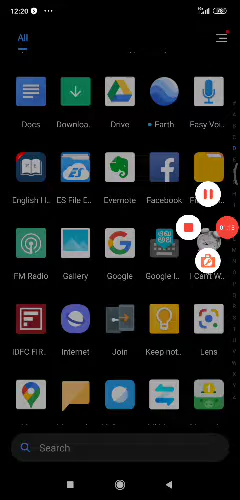 12:20
All
Docs
Downloa..
Drive
Earth
Easy Voi..
English H..
ES File E..
Evernote
Facebook
FM Radio
Gallery
Google
Google I..
I Can't W..
IDFC FIR..
Internet
Join
Keep not..
Lens
Search